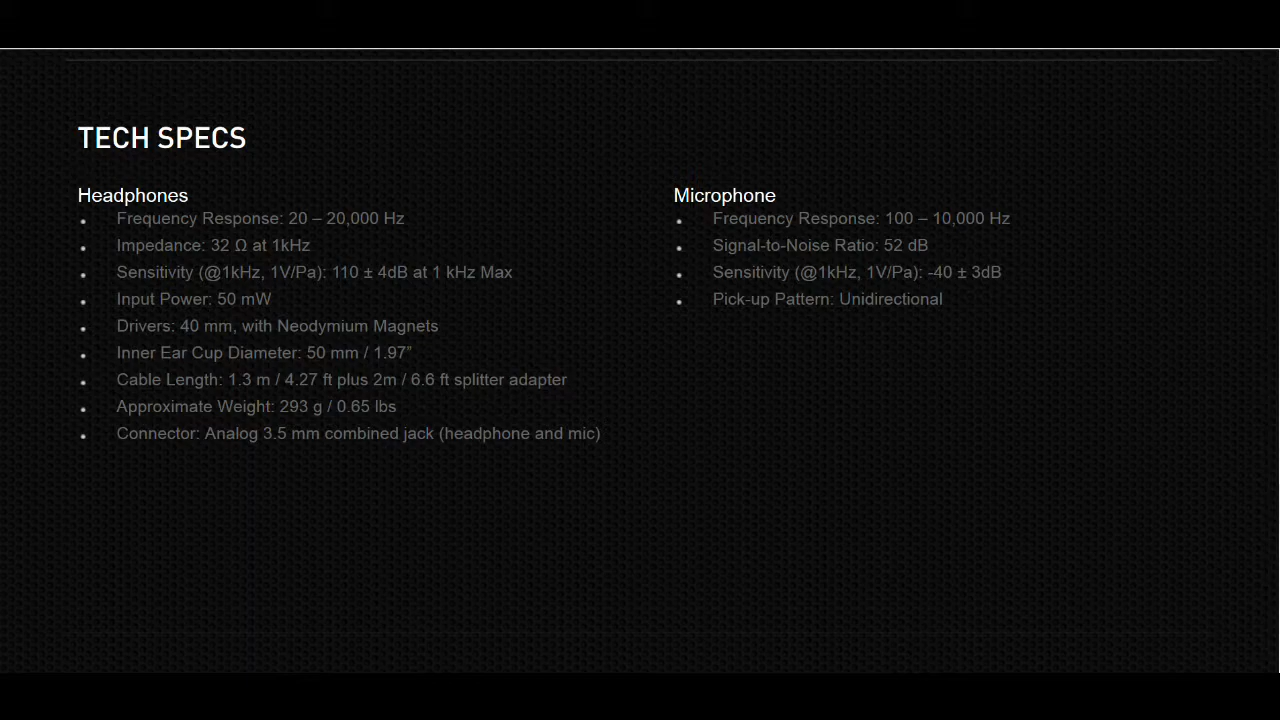 TECH SPECS
Headphones
Frequency Response: 20 – 20,000 Hz
Impedance: 32 Ω at 1kHz
Sensitivity (@1kHz, 1V/Pa): 110 ± 4dB at 1 kHz Max
Input Power: 50 mW
Drivers: 40 mm, with Neodymium Magnets
Inner Ear Cup Diameter: 50 mm / 1.97”
Cable Length: 1.3 m / 4.27 ft plus 2m / 6.6 ft splitter adapter
Approximate Weight: 293 g / 0.65 lbs
Connector: Analog 3.5 mm combined jack (headphone and mic)
Microphone
Frequency Response: 100 – 10,000 Hz
Signal-to-Noise Ratio: 52 dB
Sensitivity (@1kHz, 1V/Pa): -40 ± 3dB
Pick-up Pattern: Unidirectional